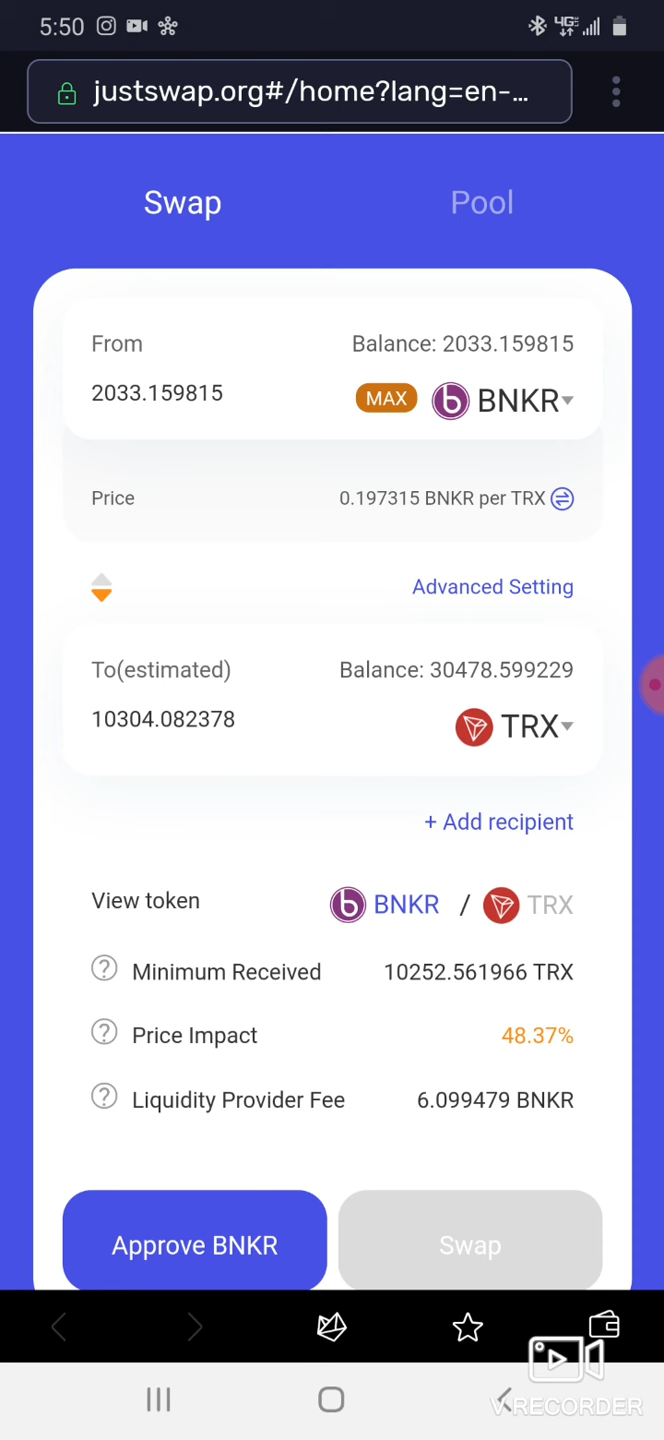 5:50
justswap.org#/home?lang=en-...
Swap Pool
From Balance: 2033.159815
2033.159815 MAX BNKR
Price 0.197315 BNKR per TRX
Advanced Setting
To(estimated) Balance: 30478.599229
10304.082378 TRX
+ Add recipient
View token BNKR / TRX
? Minimum Received 10252.561966 TRX
? Price Impact 48.37%
? Liquidity Provider Fee 6.099479 BNKR
Approve BNKR Swap
V RECORDER